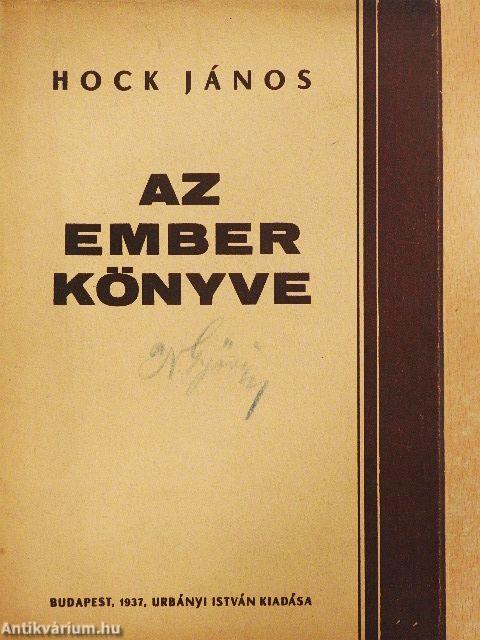 HOCK JÁNOS
AZ
EMBER
KÖNYVE
BUDAPEST, 1937, URBÁNYI ISTVÁN KIADÁSA
Antikvárium.hu